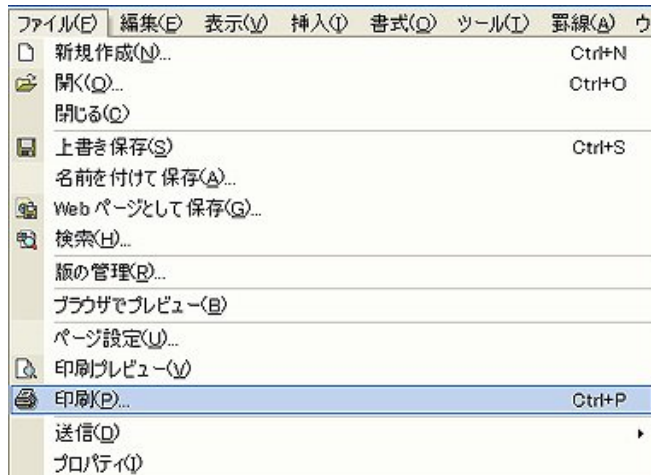 ファイル(F) 編集(E) 表示(V) 挿入(I) 書式(O) ツール(T) 罫線(A) ウ
新規作成(N)... Ctrl+N
開く(O)... Ctrl+O
閉じる(C)
上書き保存(S) Ctrl+S
名前を付けて保存(A)...
Web ページとして保存(G)...
検索(H)...
版の管理(R)...
ブラウザでプレビュー(B)
ページ設定(U)...
印刷プレビュー(V)
印刷(P)... Ctrl+P
送信(D)
プロパティ(I)